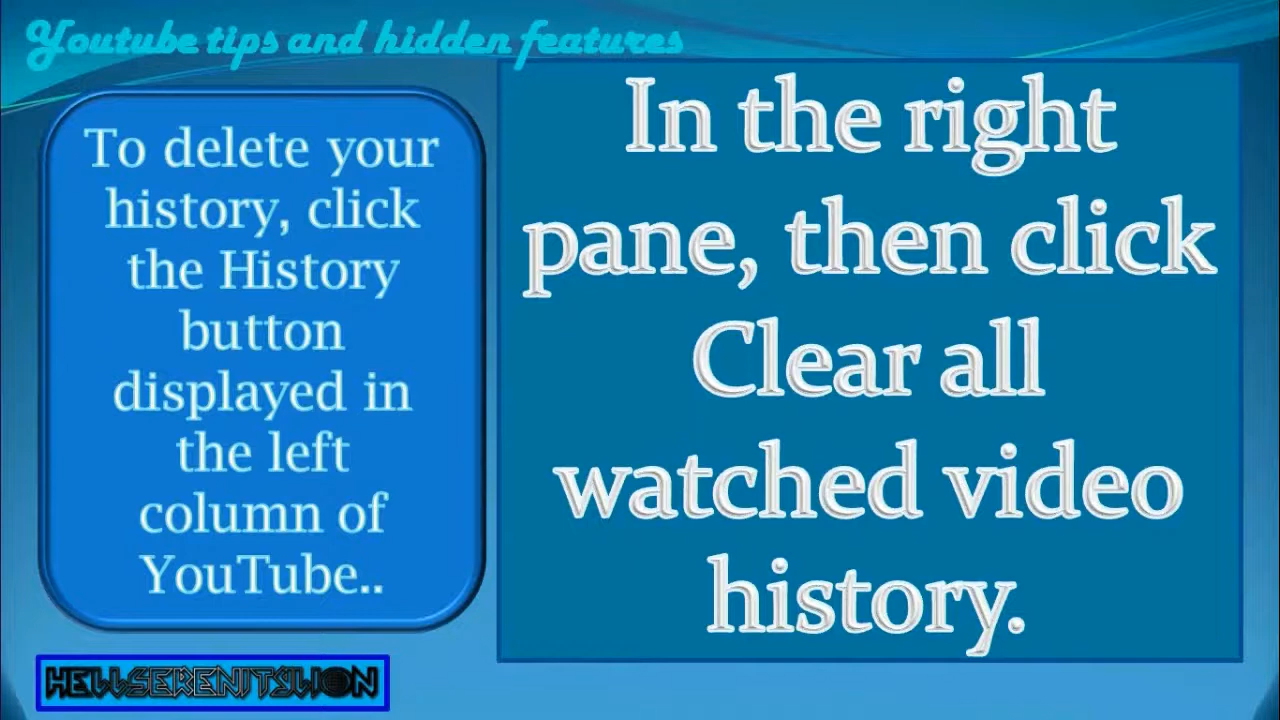 Youtube tips and hidden features
To delete your
history, click
the History
button
displayed in
the left
column of
YouTube..
In the right
pane, then click
Clear all
watched video
history.
HELLSERENITYLION